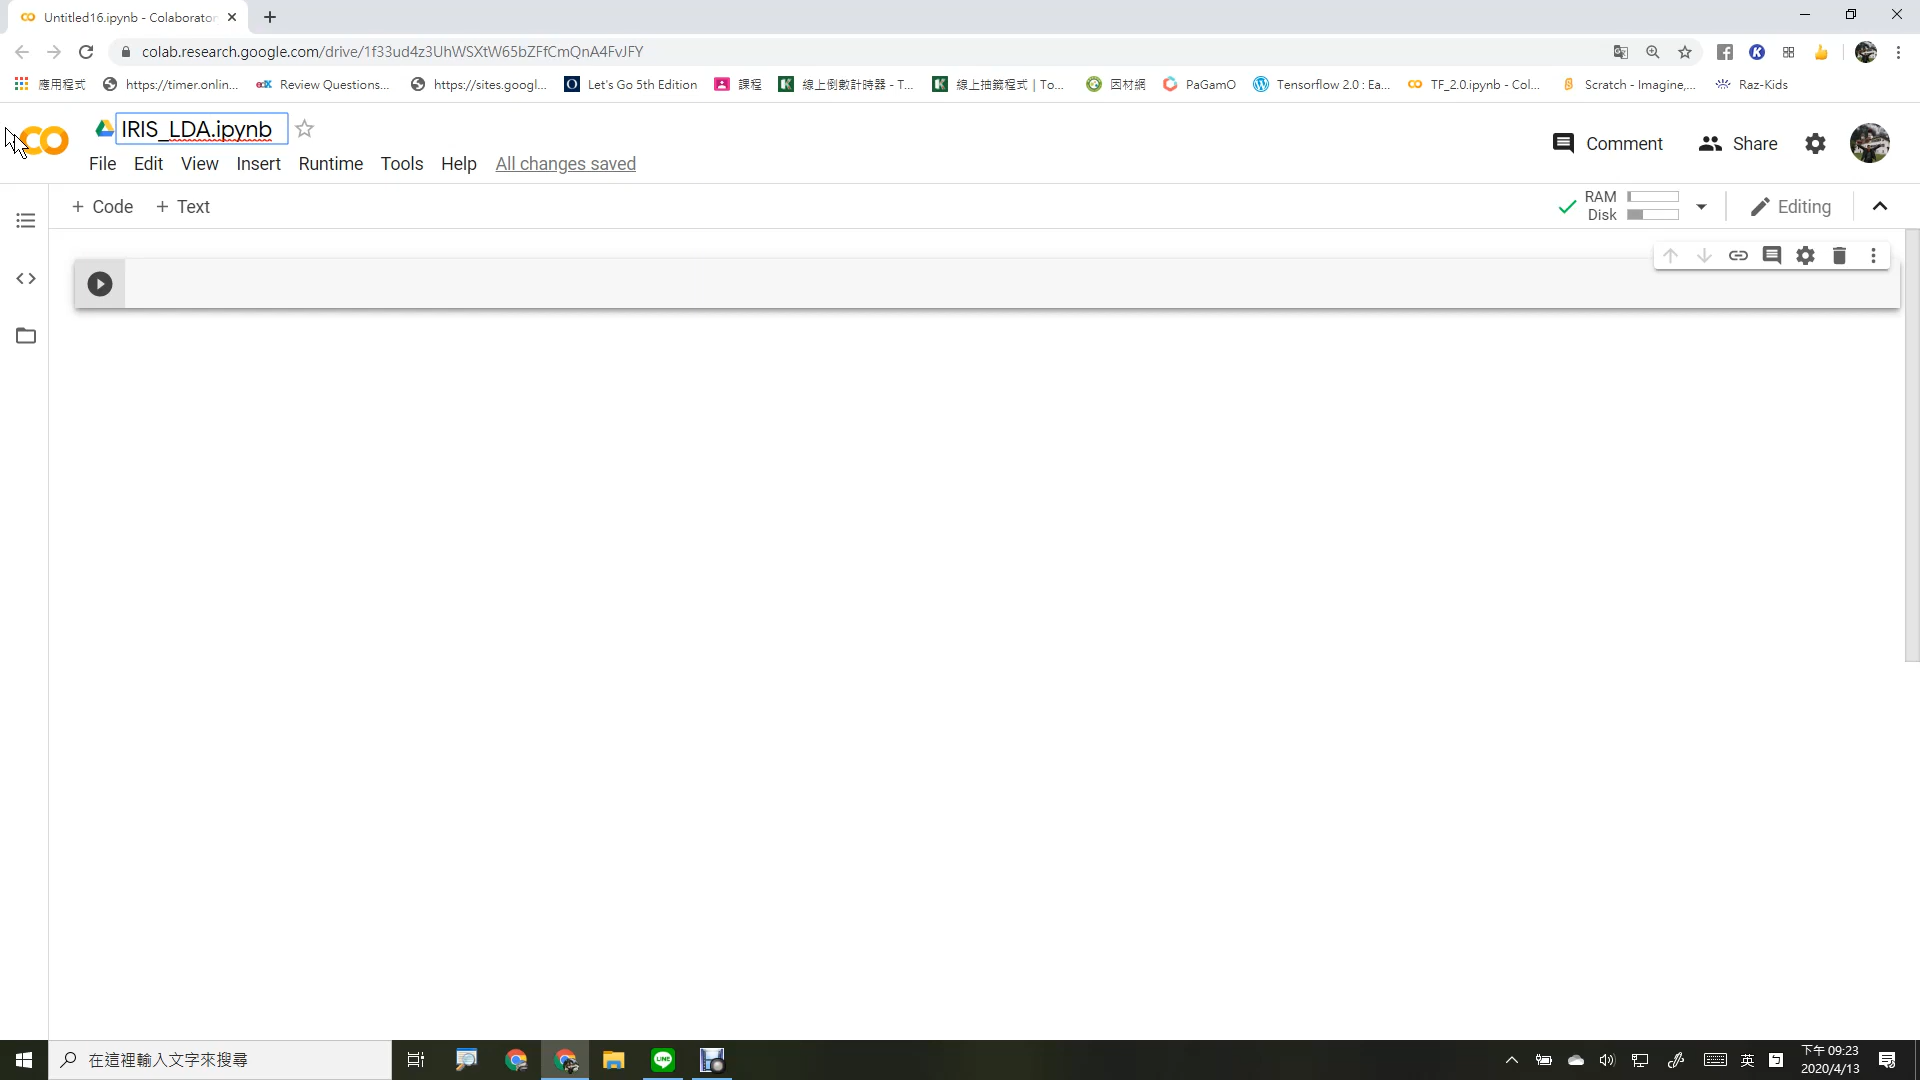 Untitled16.ipynb - Colaborator
colab.research.google.com/drive/1f33ud4z3UhWSXtW65bZFfCmQnA4FvJFY
應用程式 https://timer.onlin... edX Review Questions... https://sites.googl... Let's Go 5th Edition 課程 線上倒數計時器 - T... 線上抽籤程式 | To... 因材網 PaGamO Tensorflow 2.0 : Ea... TF_2.0.ipynb - Col... Scratch - Imagine,... Raz-Kids
IRIS_LDA.ipynb
Comment Share
File Edit View Insert Runtime Tools Help All changes saved
+ Code + Text
RAM
Disk
Editing
在這裡輸入文字來搜尋
LINE
英
下午 09:23
2020/4/13